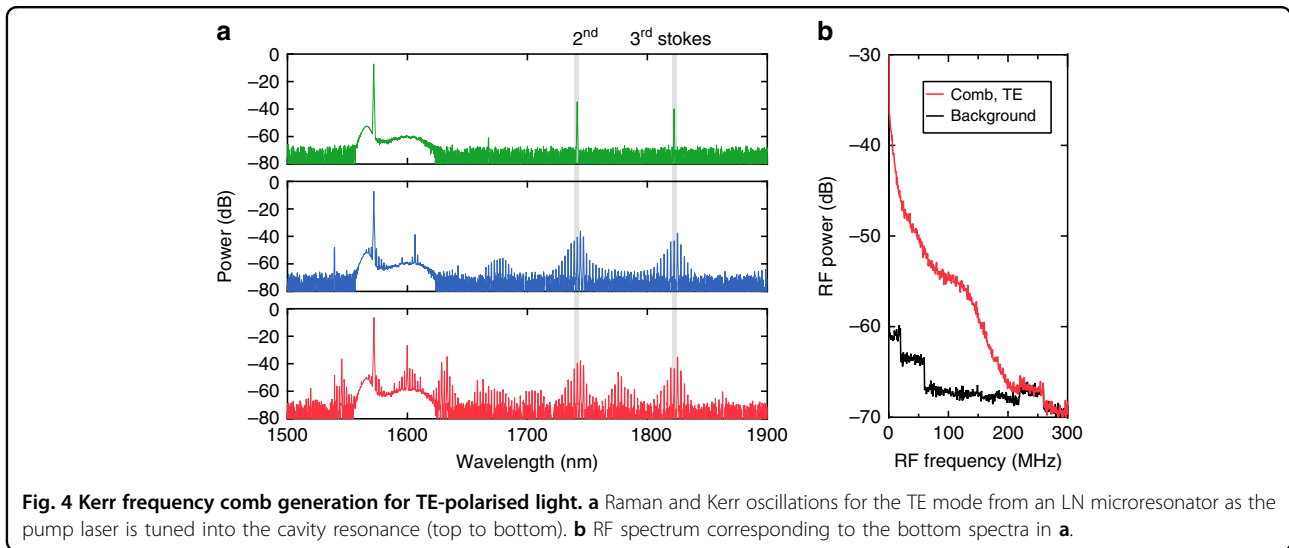 a
2nd 3rd stokes
0
−20
−40
−60
−80
0
−20
−40
−60
−80
0
−20
−40
−60
−80
Power (dB)
1500 1600 1700 1800 1900
Wavelength (nm)
b
−30
−40
−50
−60
−70
RF power (dB)
Comb, TE
Background
0 100 200 300
RF frequency (MHz)
Fig. 4 Kerr frequency comb generation for TE-polarised light. a Raman and Kerr oscillations for the TE mode from an LN microresonator as the
pump laser is tuned into the cavity resonance (top to bottom). b RF spectrum corresponding to the bottom spectra in a.